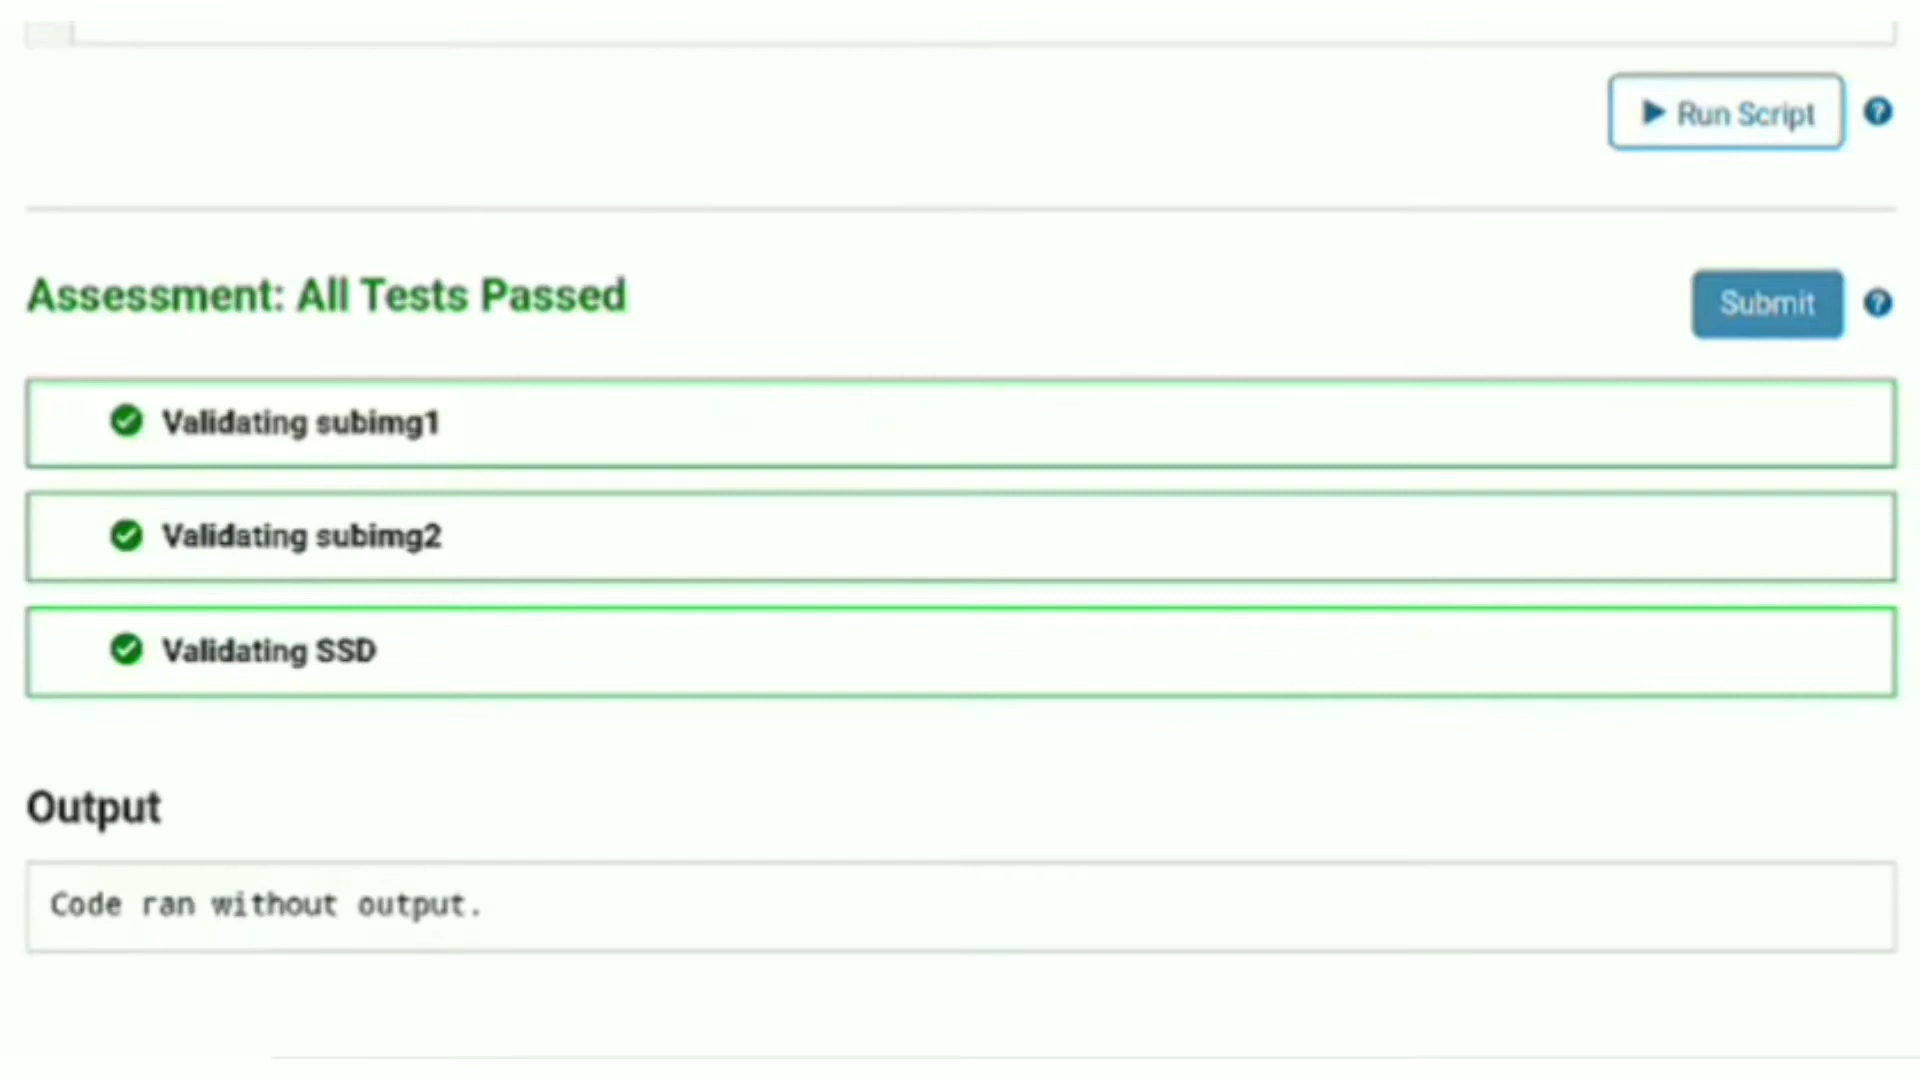 Run Script
Assessment: All Tests Passed
Submit
Validating subimg1
Validating subimg2
Validating SSD
Output
Code ran without output.